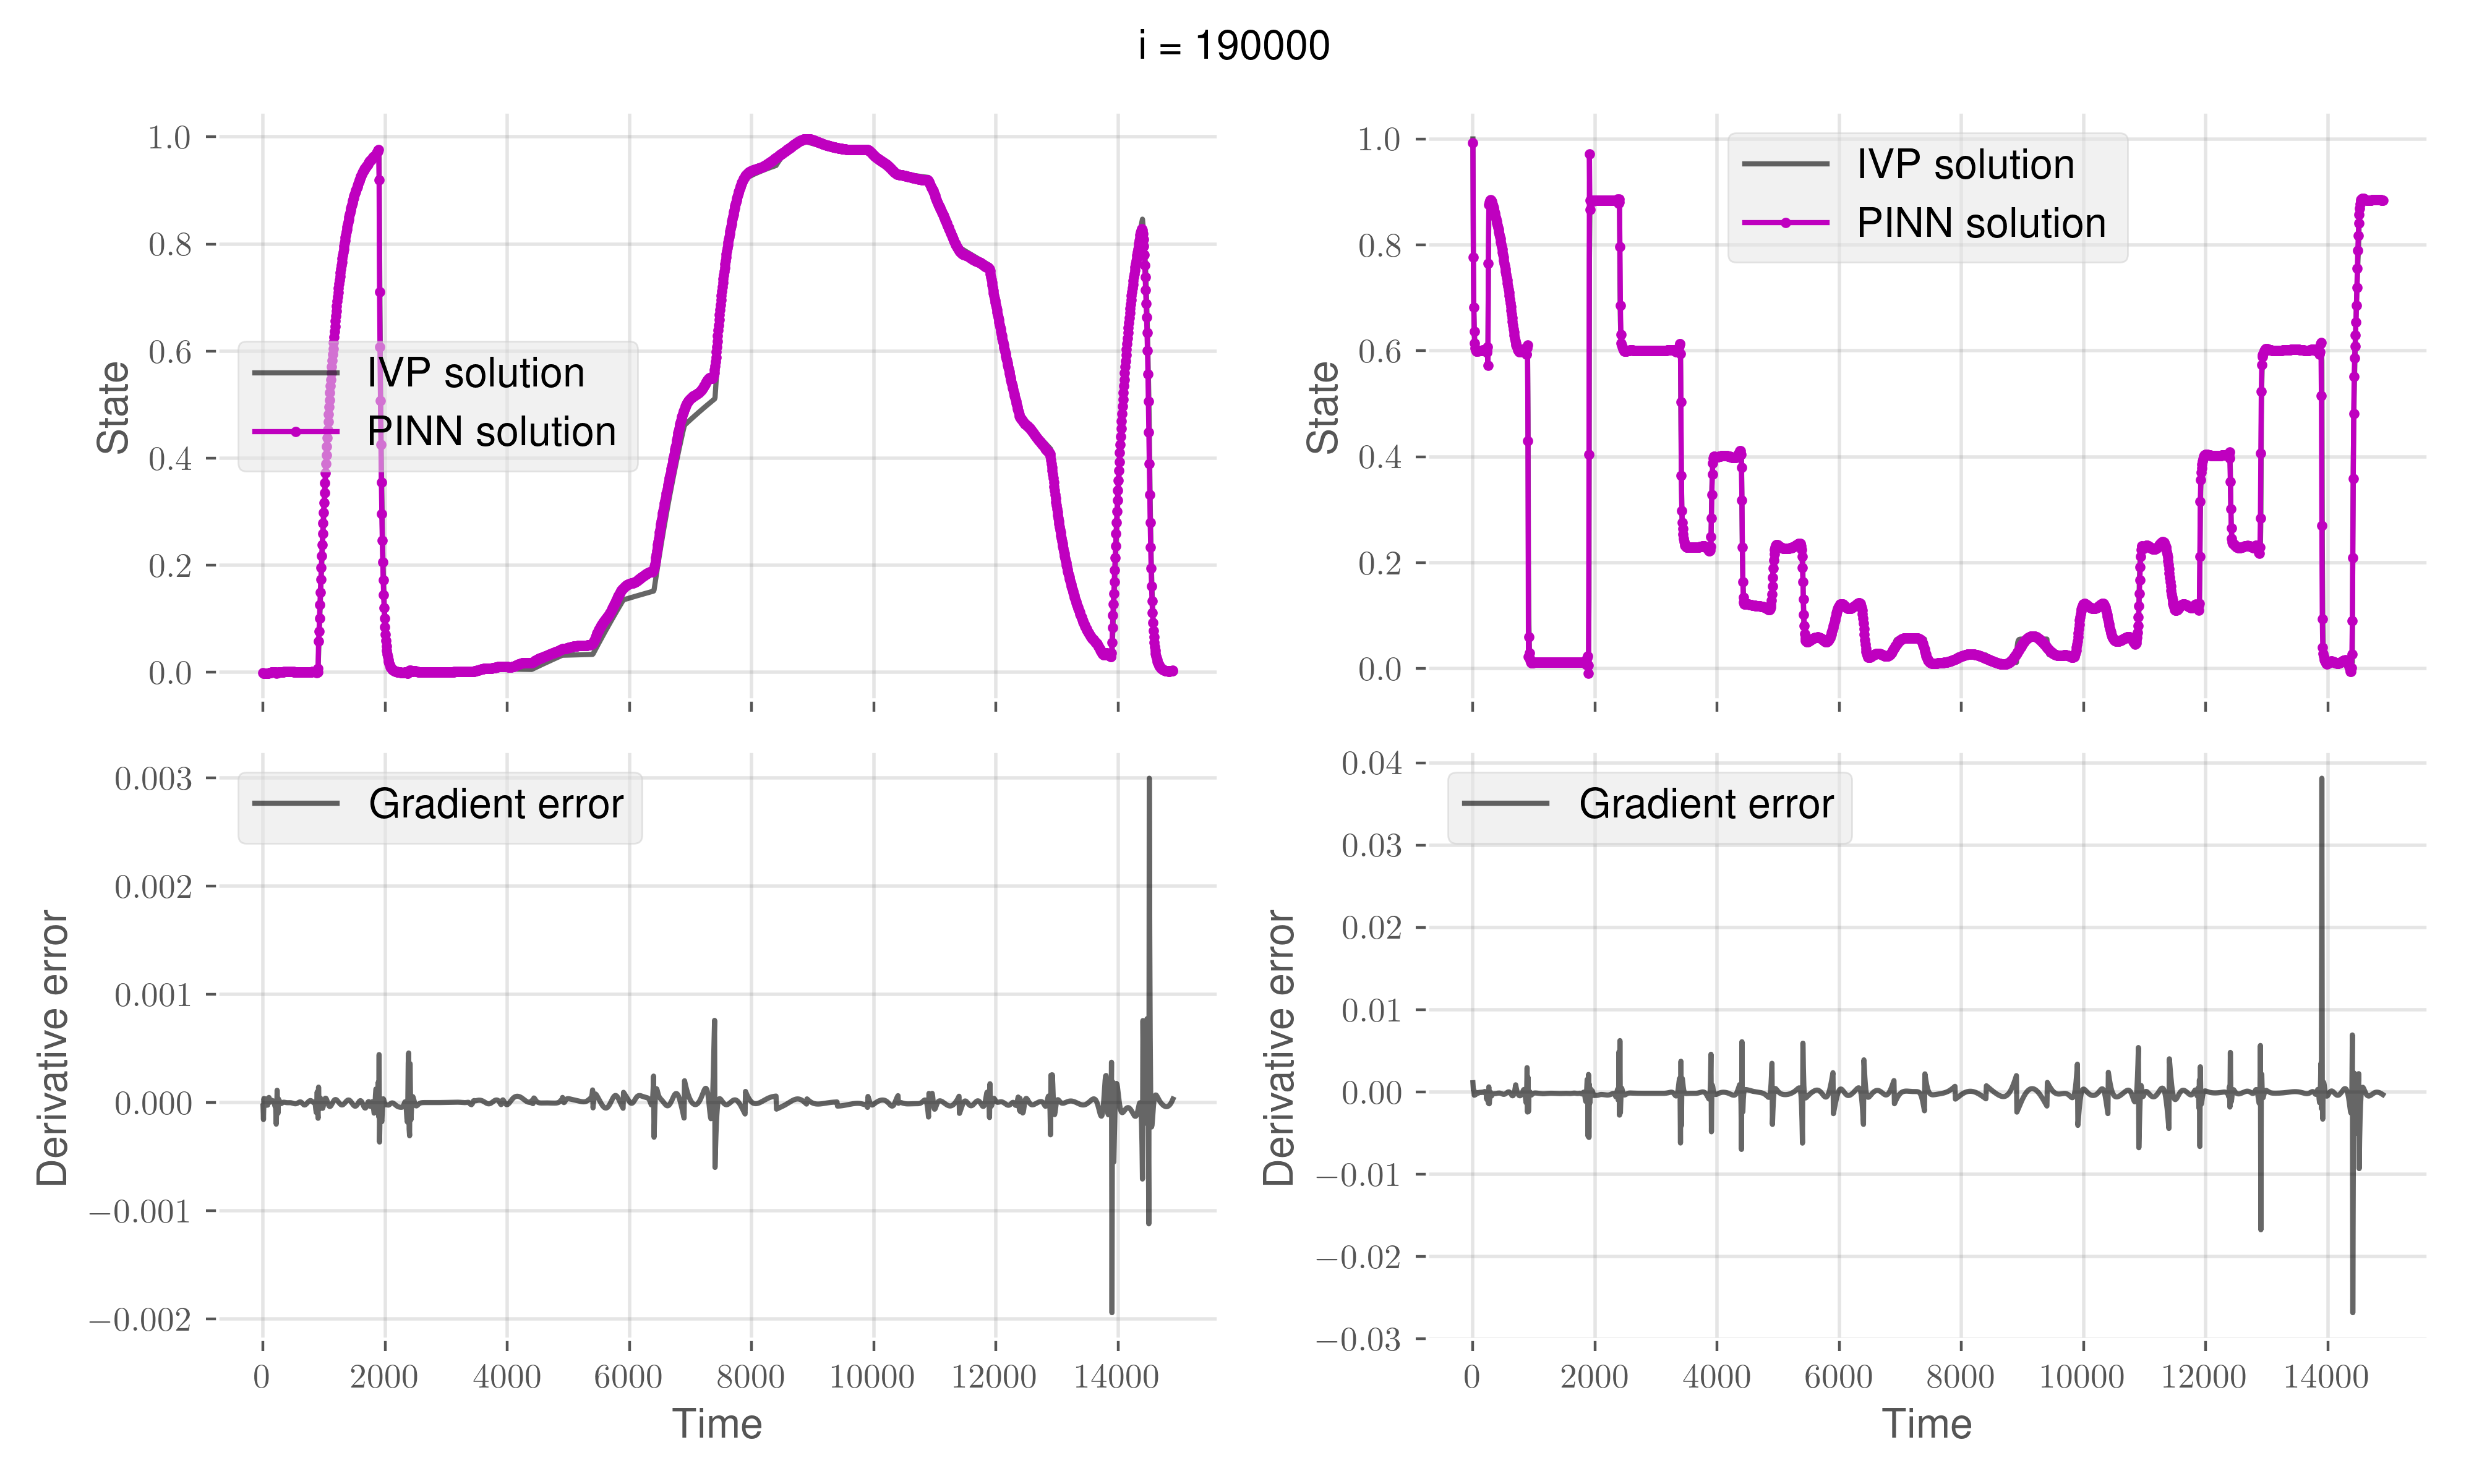 i = 190000
1.0
0.8
0.6
0.4
0.2
0.0
State
IVP solution
PINN solution
1.0
0.8
0.6
0.4
0.2
0.0
State
IVP solution
PINN solution
0.003
0.002
0.001
0.000
−0.001
−0.002
Derivative error
Gradient error
0 2000 4000 6000 8000 10000 12000 14000
Time
0.04
0.03
0.02
0.01
0.00
−0.01
−0.02
−0.03
Derivative error
Gradient error
0 2000 4000 6000 8000 10000 12000 14000
Time